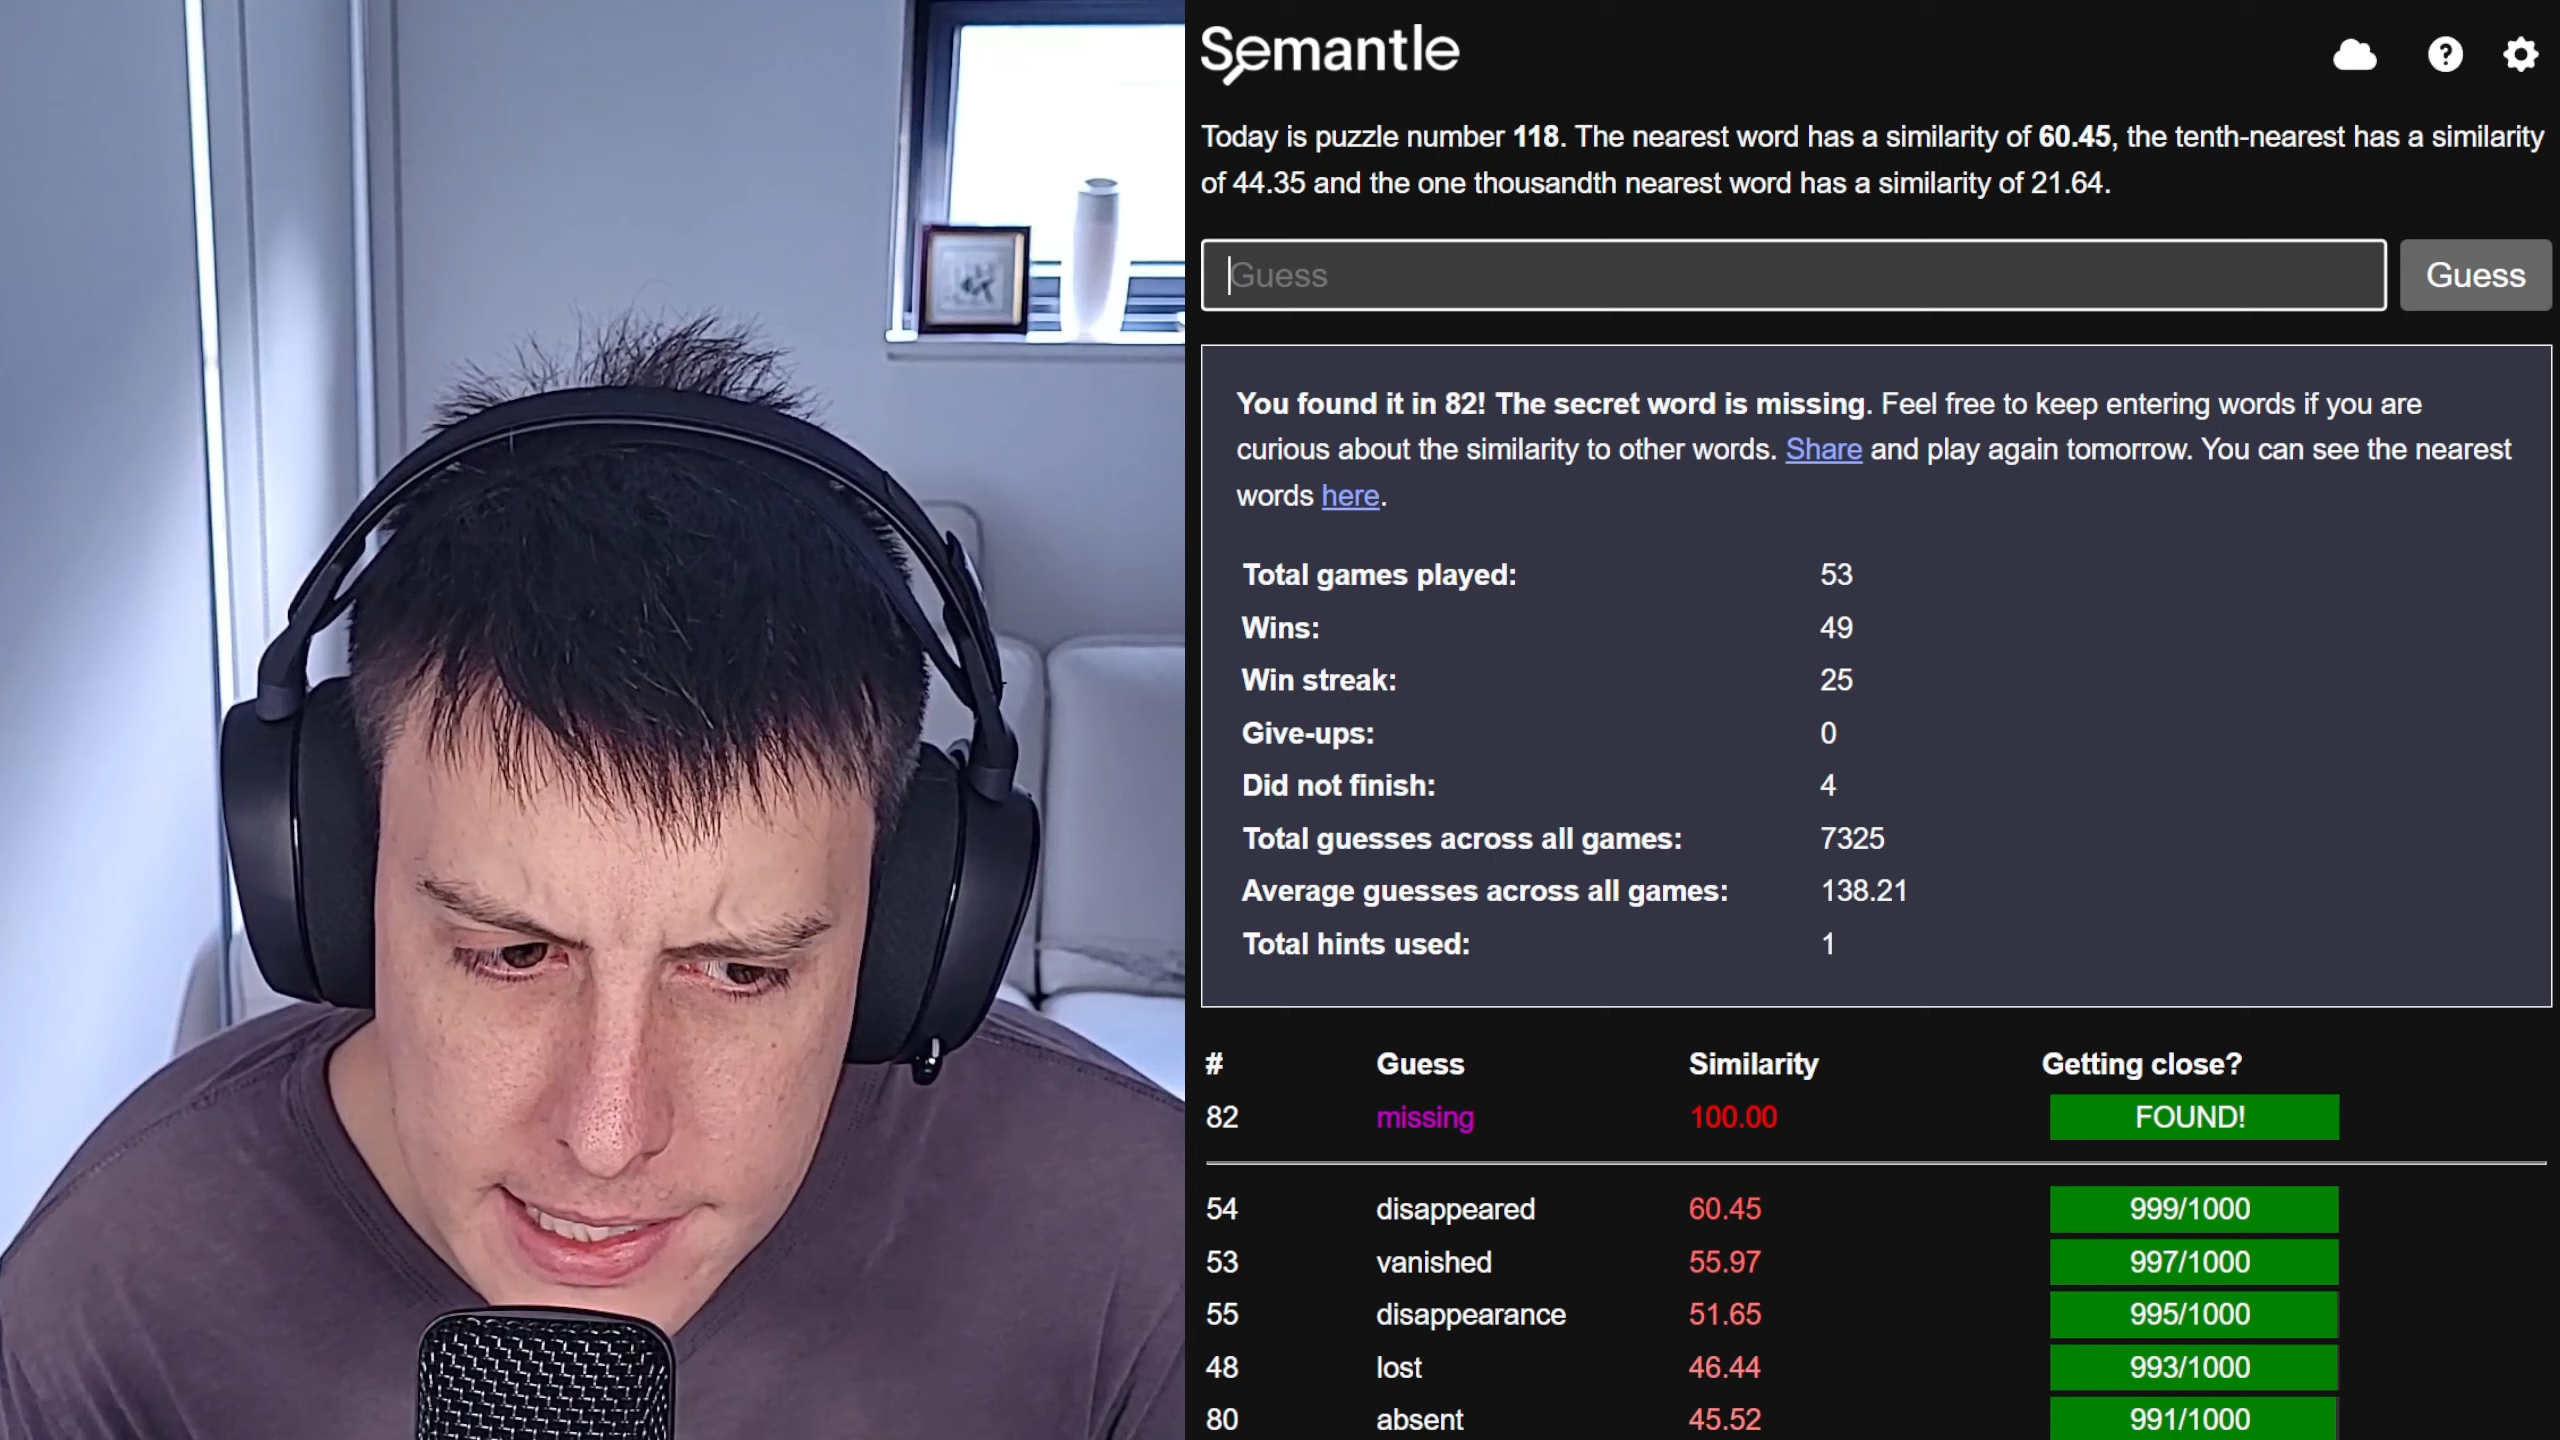 Semantle
Today is puzzle number 118. The nearest word has a similarity of 60.45, the tenth-nearest has a similarity
of 44.35 and the one thousandth nearest word has a similarity of 21.64.
Guess Guess
You found it in 82! The secret word is missing. Feel free to keep entering words if you are
curious about the similarity to other words. Share and play again tomorrow. You can see the nearest
words here.
Total games played: 53
Wins: 49
Win streak: 25
Give-ups: 0
Did not finish: 4
Total guesses across all games: 7325
Average guesses across all games: 138.21
Total hints used: 1
# Guess Similarity Getting close?
82 missing 100.00 FOUND!
54 disappeared 60.45 999/1000
53 vanished 55.97 997/1000
55 disappearance 51.65 995/1000
48 lost 46.44 993/1000
80 absent 45.52 991/1000